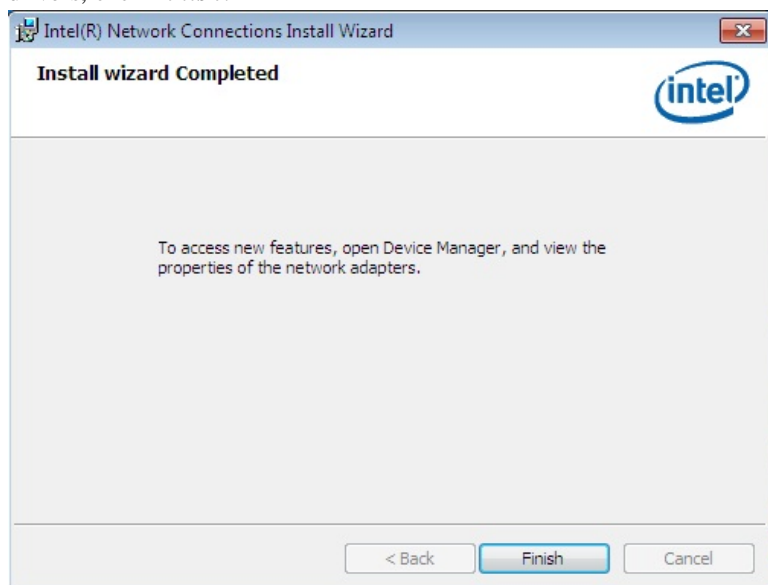 Intel(R) Network Connections Install Wizard
Install wizard Completed
intel
To access new features, open Device Manager, and view the
properties of the network adapters.
< Back
Finish
Cancel